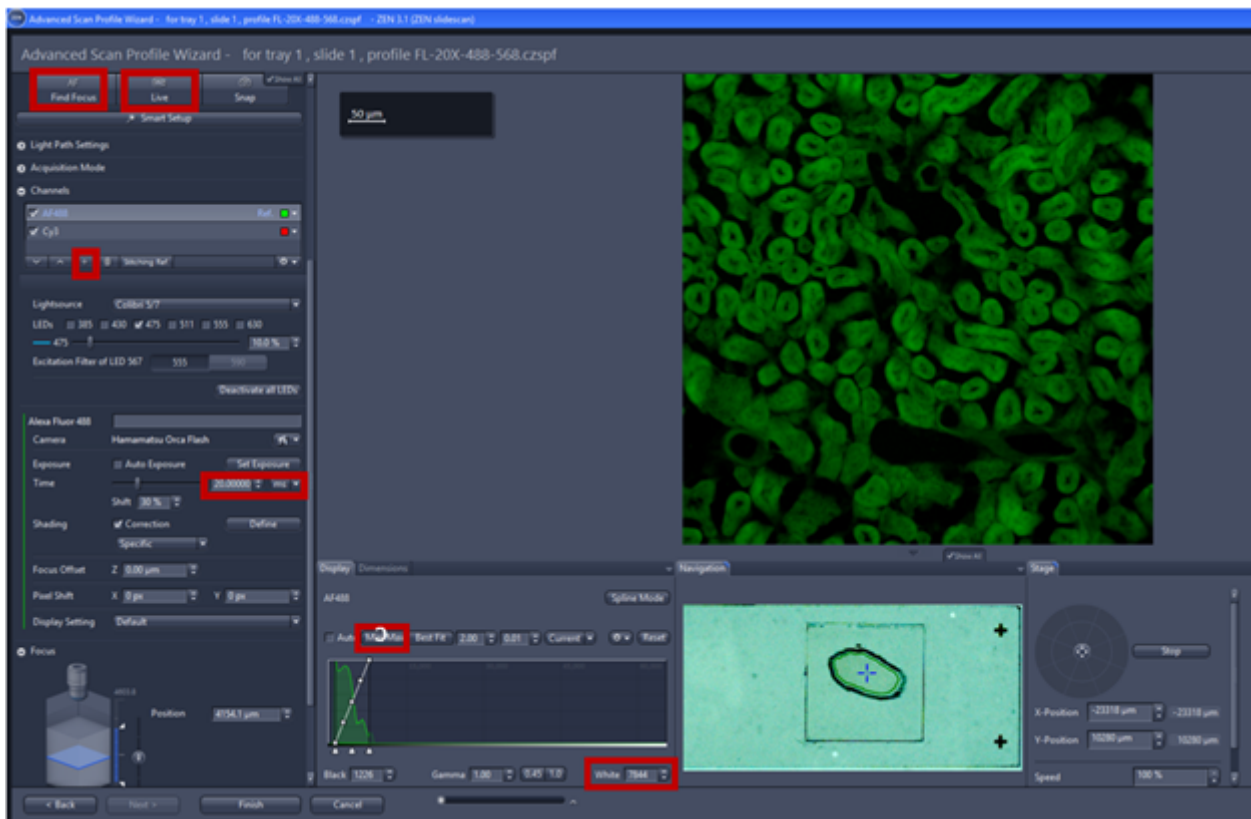 Advanced Scan Profile Wizard - for tray 1 , slide 1 , profile FL-20X-488-568.czspf - ZEN 3.1 (ZEN slidescan)
Advanced Scan Profile Wizard - for tray 1 , slide 1 , profile FL-20X-488-568.czspf
AF Show All
Find Focus Live Snap
Smart Setup
Light Path Settings
Acquisition Mode
Channels
AF488 Ref.
Cy3
Stitching Ref.
Lightsource Colibri 5/7
LEDs 385 430 475 511 555 630
475 10.0 %
Excitation Filter of LED 567 555 590
Deactivate all LEDs
Alexa Fluor 488
Camera Hamamatsu Orca Flash
Exposure Auto Exposure Set Exposure
Time 20.00000 ms
Shift 30 %
Shading Correction Define
Specific
Focus Offset Z 0.00 µm
Pixel Shift X 0 px Y 0 px
Display Setting Default
Focus
Position 4154.1 µm
50 µm
Show All
Display Dimensions
AF488 Spline Mode
Auto Best Fit 2.00 0.01 Current Reset
Black 1226 Gamma 1.00 0.45 1.0 White 7844
Navigation
Stage
Stop
X-Position -23318 µm -23318 µm
Y-Position 10280 µm 10280 µm
Speed 100 %
< Back Next > Finish Cancel